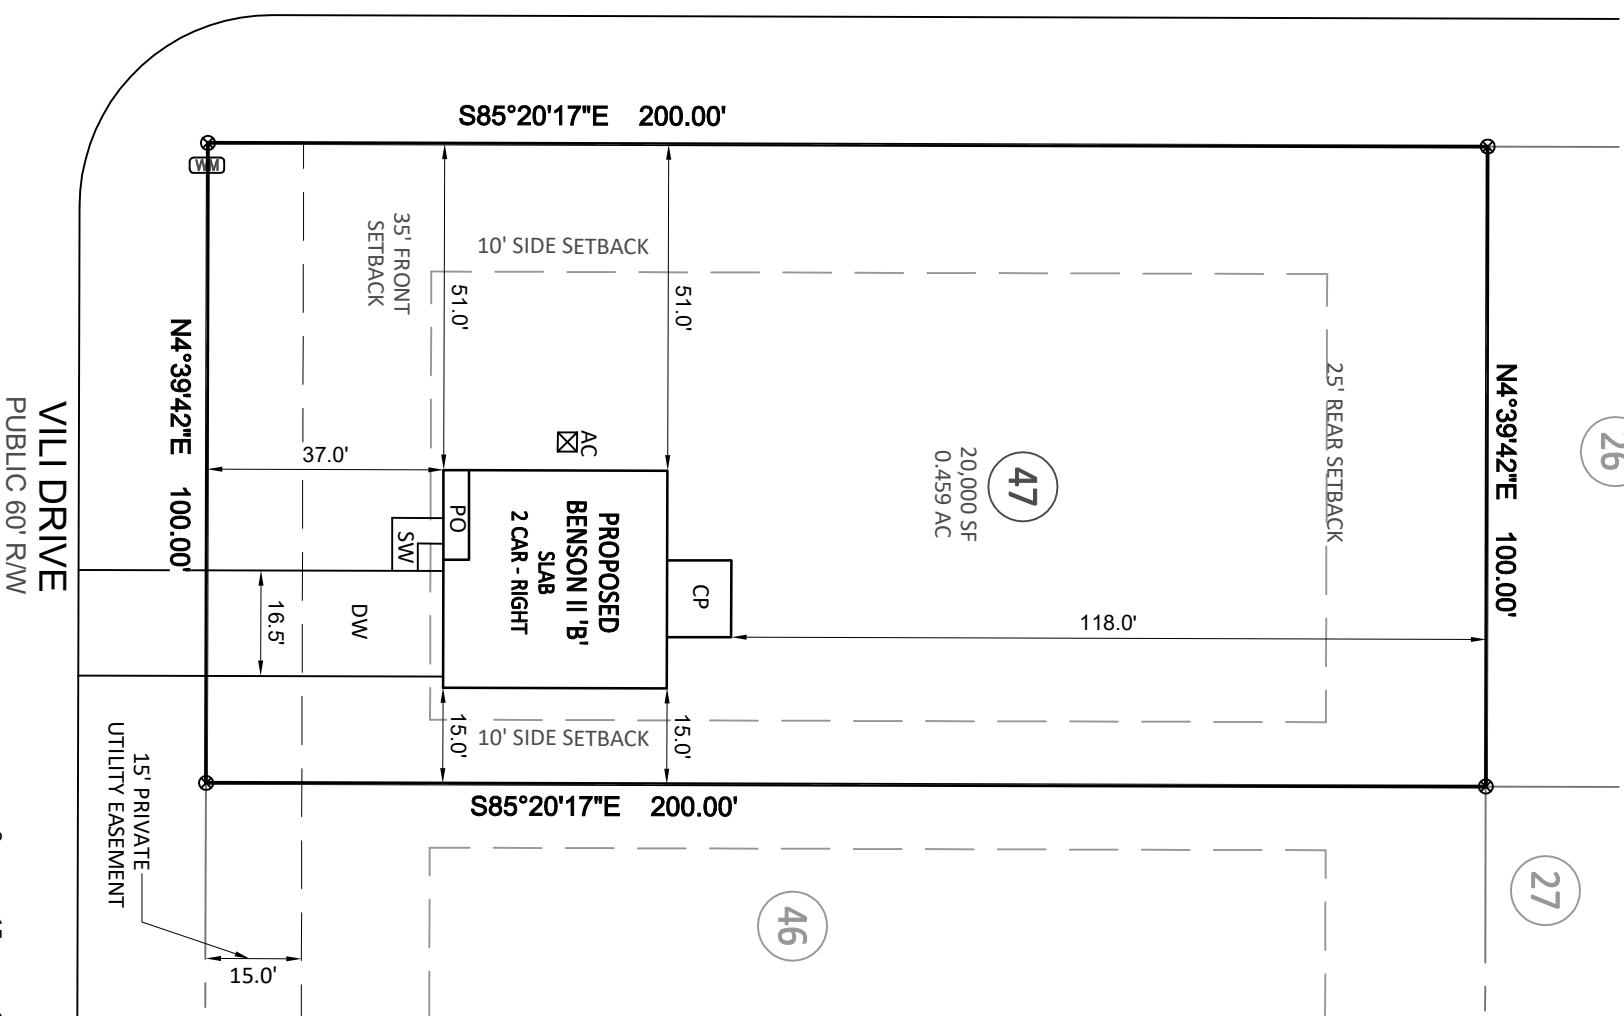 S85°20'17"E 200.00'
WM
35' FRONT
SETBACK
10' SIDE SETBACK
51.0'
51.0'
25' REAR SETBACK
N4°39'42"E 100.00'
N4°39'42"E 100.00'
26
VILI DRIVE
PUBLIC 60' R/W
37.0'
AC
47
20,000 SF
0.459 AC
PO
SW
PROPOSED
BENSON II 'B'
SLAB
2 CAR - RIGHT
CP
118.0'
DW
16.5'
15.0'
15.0'
10' SIDE SETBACK
S85°20'17"E 200.00'
15' PRIVATE
UTILITY EASEMENT
15.0'
46
27